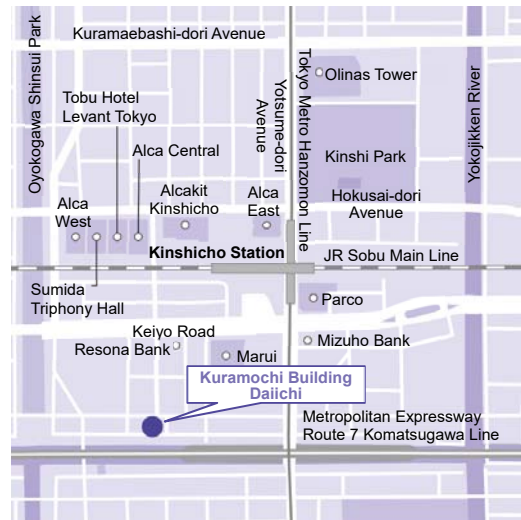 Kuramaebashi-dori Avenue
Oyokogawa Shinsui Park
Yotsume-dori
Avenue
Tokyo Metro Hanzomon Line
Olinas Tower
Yokojikken River
Tobu Hotel
Levant Tokyo
Alca Central
Kinshi Park
Alca
West
Alcakit
Kinshicho
Alca
East
Hokusai-dori
Avenue
Kinshicho Station
JR Sobu Main Line
Sumida
Triphony Hall
Parco
Keiyo Road
Resona Bank
Marui
Mizuho Bank
Kuramochi Building
Daiichi
Metropolitan Expressway
Route 7 Komatsugawa Line